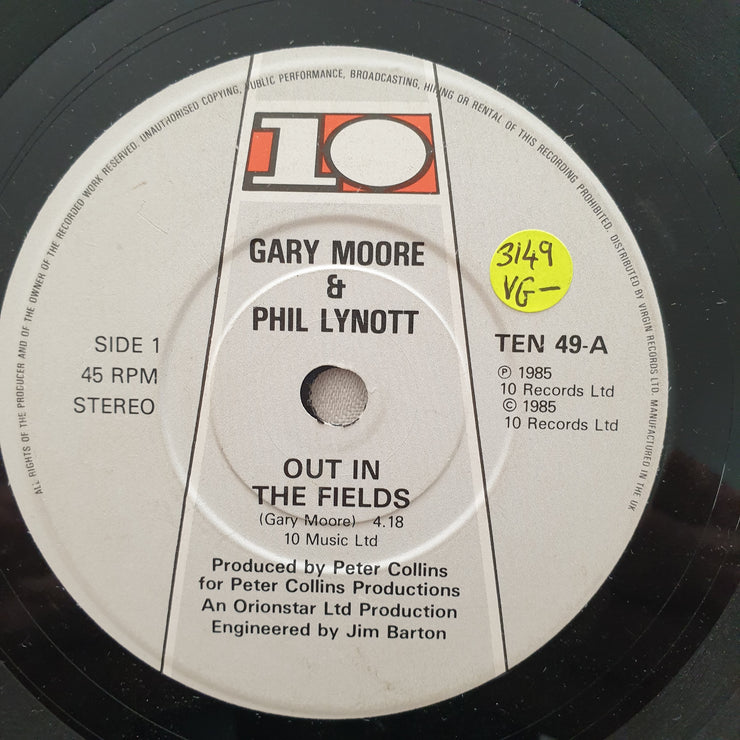 ALL RIGHTS OF THE PRODUCER AND OF THE OWNER OF THE RECORDED WORK RESERVED. UNAUTHORISED COPYING, PUBLIC PERFORMANCE, BROADCASTING, HIRING OR RENTAL OF THIS RECORDING PROHIBITED. DISTRIBUTED BY VIRGIN RECORDS LTD. MANUFACTURED IN THE UK
10
GARY MOORE
&
PHIL LYNOTT
3149
VG-
SIDE 1
45 RPM
STEREO
TEN 49-A
℗ 1985
10 Records Ltd
© 1985
10 Records Ltd
OUT IN
THE FIELDS
(Gary Moore) 4.18
10 Music Ltd
Produced by Peter Collins
for Peter Collins Productions
An Orionstar Ltd Production
Engineered by Jim Barton